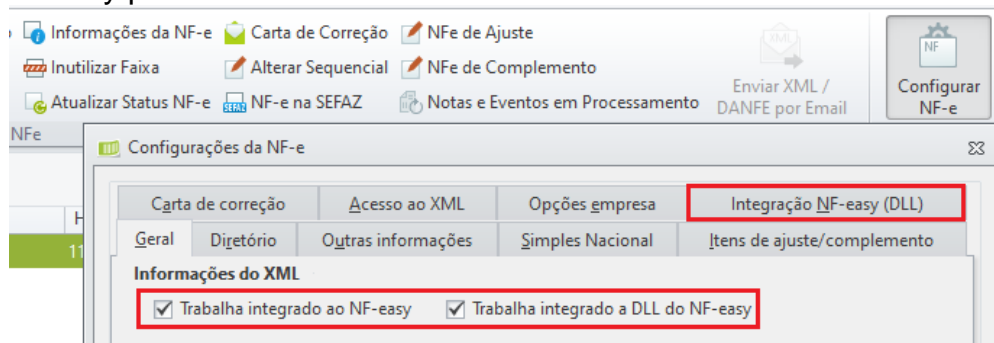 Informações da NF-e Carta de Correção NFe de Ajuste
Inutilizar Faixa Alterar Sequencial NFe de Complemento
Atualizar Status NF-e NF-e na SEFAZ Notas e Eventos em Processamento
XML
Enviar XML /
DANFE por Email
NF
Configurar
NF-e
NFe
Configurações da NF-e
Carta de correção Acesso ao XML Opções empresa Integração NF-easy (DLL)
H
Geral Diretório Outras informações Simples Nacional Itens de ajuste/complemento
11
Informações do XML
Trabalha integrado ao NF-easy Trabalha integrado a DLL do NF-easy